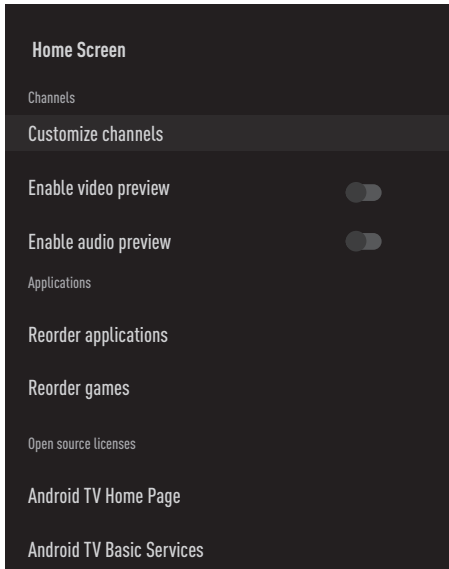 Home Screen
Channels
Customize channels
Enable video preview
Enable audio preview
Applications
Reorder applications
Reorder games
Open source licenses
Android TV Home Page
Android TV Basic Services